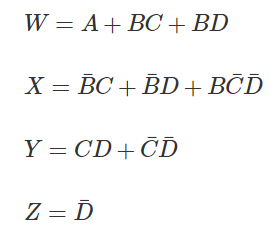 W = A + BC + BD
X = B̄C + B̄D + BC̄D̄
Y = CD + C̄D̄
Z = D̄